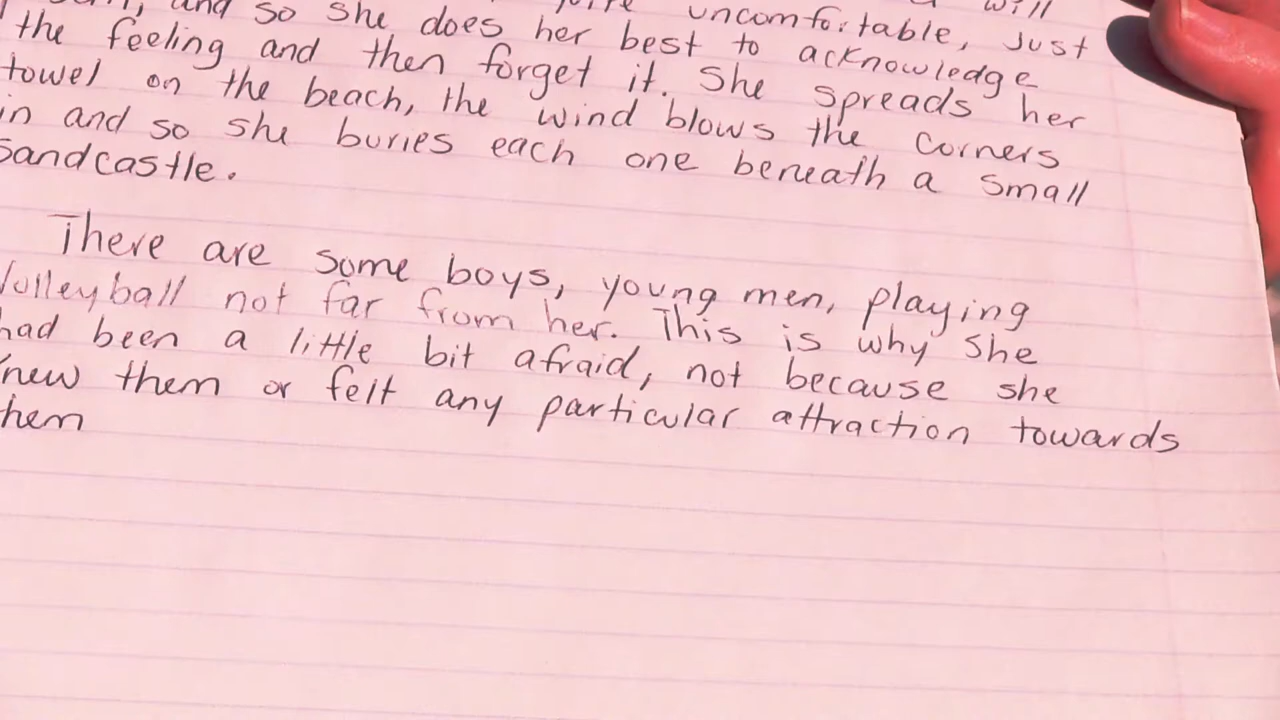 will
and so she does her best to acknowledge
uncomfortable, just
the feeling and then forget it. She spreads her
towel on the beach, the wind blows the corners
in and so she buries each one beneath a small
sandcastle.
There are some boys, young men, playing
Volleyball not far from her. This is why she
had been a little bit afraid, not because she
knew them or felt any particular attraction towards
them